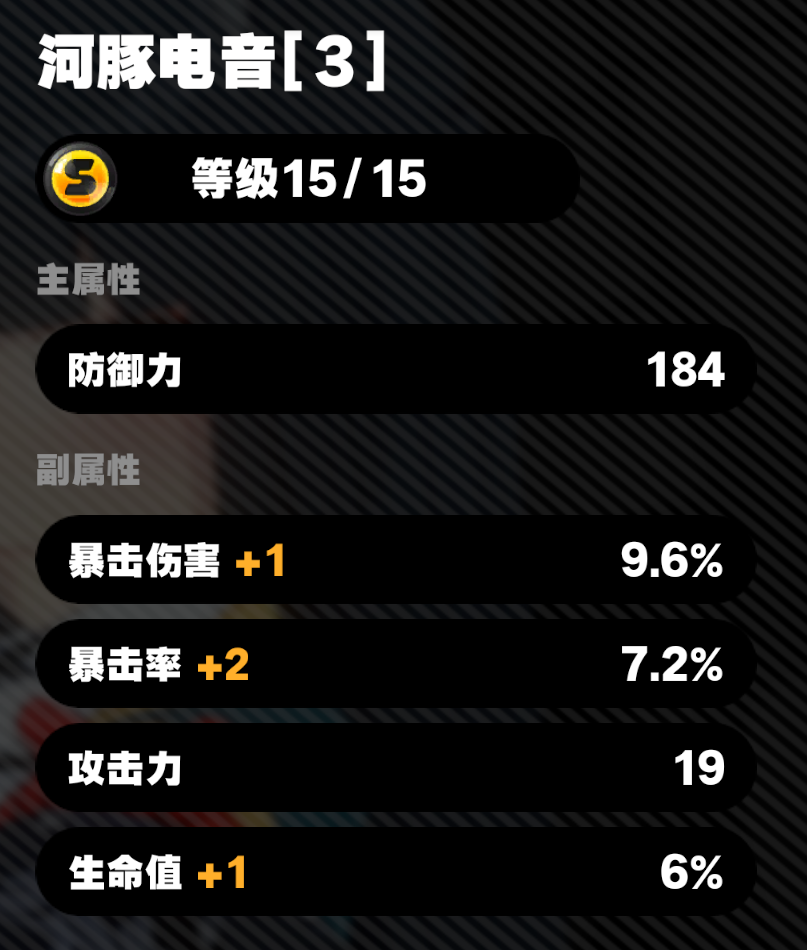 河豚电音[3]
S 等级15/15
主属性
防御力 184
副属性
暴击伤害 +1 9.6%
暴击率 +2 7.2%
攻击力 19
生命值 +1 6%